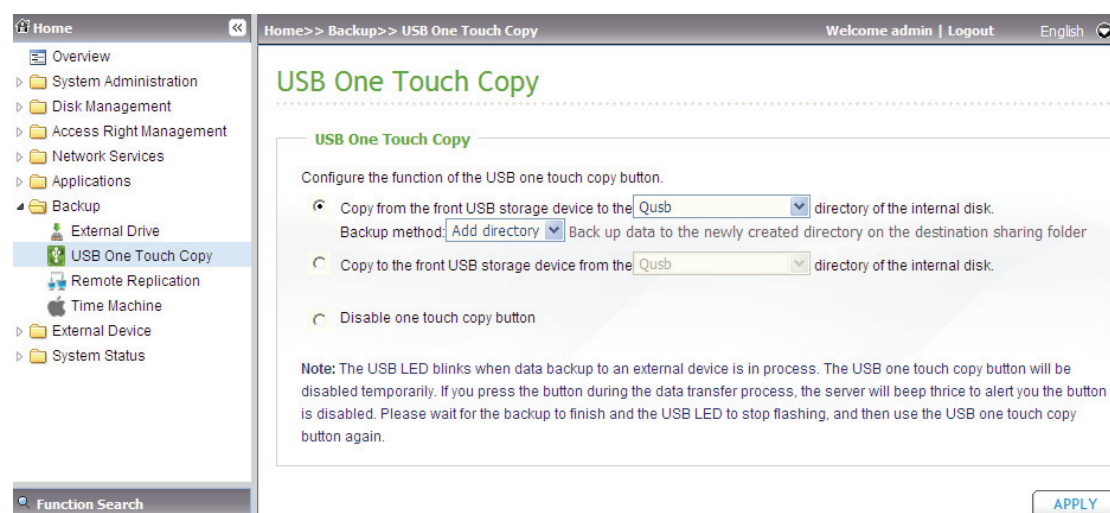 Home
Overview
System Administration
Disk Management
Access Right Management
Network Services
Applications
Backup
External Drive
USB One Touch Copy
Remote Replication
Time Machine
External Device
System Status
Function Search
Home>> Backup>> USB One Touch Copy Welcome admin | Logout English
USB One Touch Copy
USB One Touch Copy
Configure the function of the USB one touch copy button.
Copy from the front USB storage device to the Qusb directory of the internal disk.
Backup method: Add directory Back up data to the newly created directory on the destination sharing folder
Copy to the front USB storage device from the Qusb directory of the internal disk.
Disable one touch copy button
Note: The USB LED blinks when data backup to an external device is in process. The USB one touch copy button will be
disabled temporarily. If you press the button during the data transfer process, the server will beep thrice to alert you the button
is disabled. Please wait for the backup to finish and the USB LED to stop flashing, and then use the USB one touch copy
button again.
APPLY